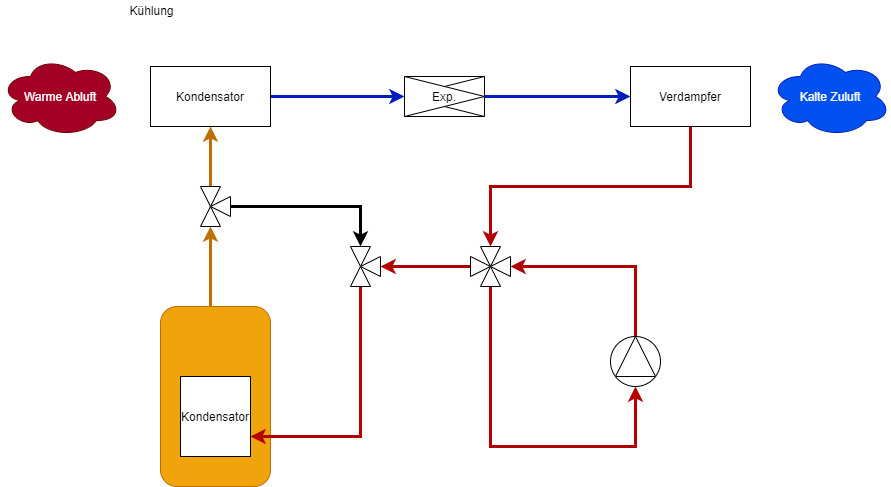 Kühlung
Warme Abluft
Kondensator
Exp.
Verdampfer
Kalte Zuluft
Kondensator